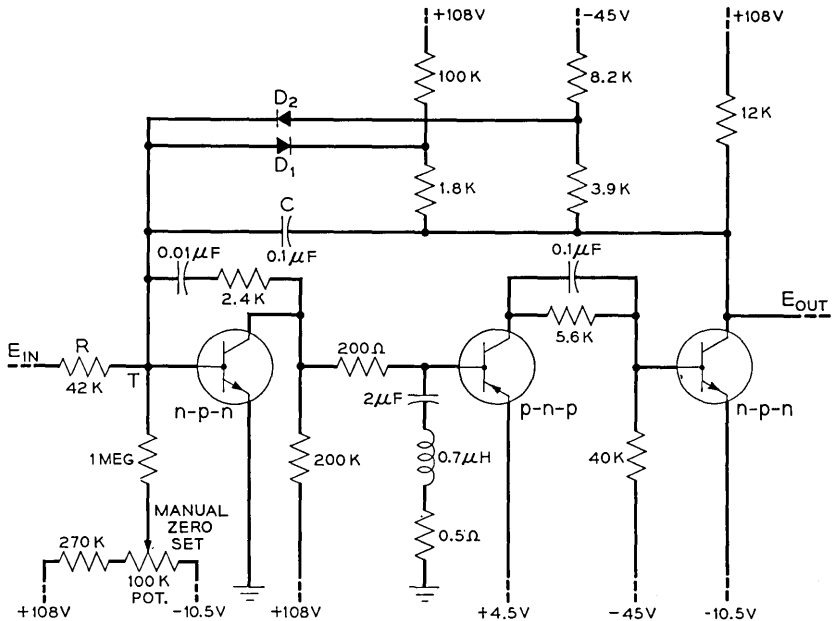 +108V
-45V
+108V
100K
8.2K
12K
D2
D1
1.8K
3.9K
C
0.1µF
0.01µF
2.4K
0.1µF
5.6K
EOUT
EIN
R
42K
T
n-p-n
200Ω
2µF
p-n-p
n-p-n
1MEG
200K
0.7µH
40K
MANUAL
ZERO
SET
270K
100K
POT.
0.5Ω
+108V
-10.5V
+108V
+4.5V
-45V
-10.5V